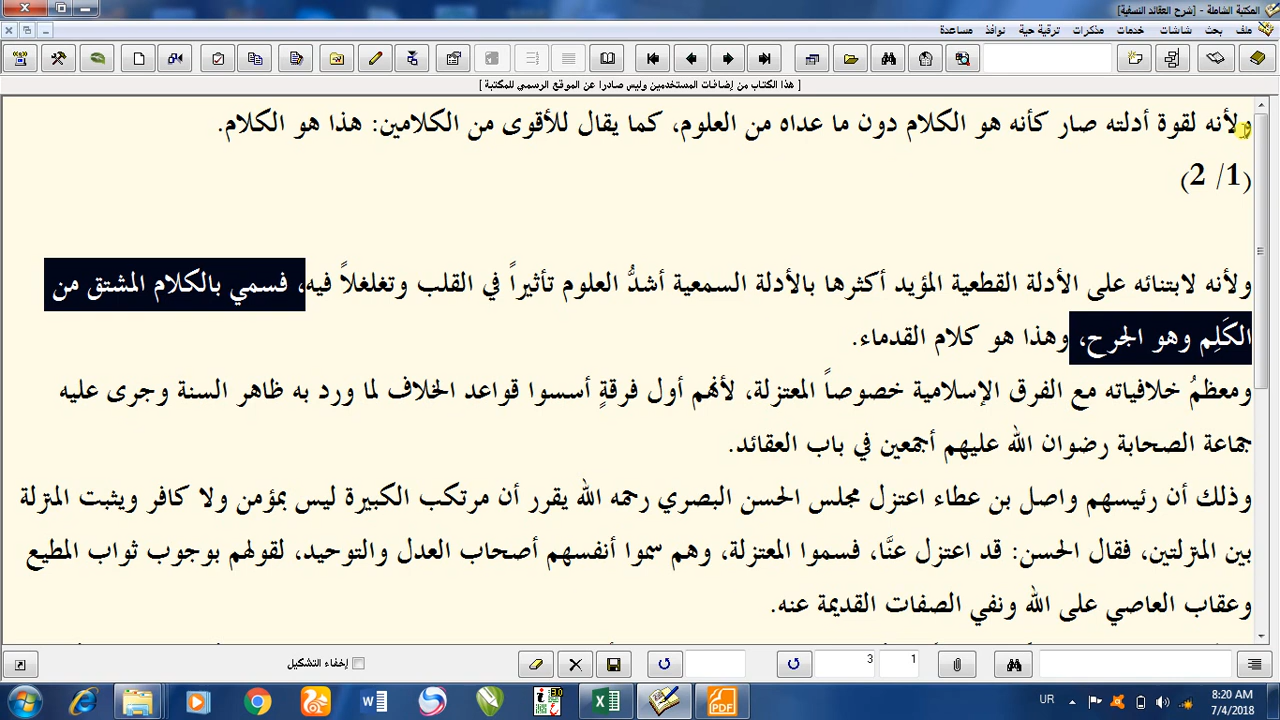 المكتبة الشاملة - [شرح العقائد النسفية]
ملف بحث شاشات خدمات مذكرات ترقية حية نوافذ مساعدة
[ هذا الكتاب من إضافات المستخدمين وليس صادرا عن الموقع الرسمي للمكتبة ]
ولأنه لقوة أدلته صار كأنه هو الكلام دون ما عداه من العلوم، كما يقال للأقوى من الكلامين: هذا هو الكلام.
(1/ 2)
ولأنه لابتنائه على الأدلة القطعية المؤيد أكثرها بالأدلة السمعية أشدُّ العلوم تأثيراً في القلب وتغلغلاً فيه، فسمي بالكلام المشتق من
الكَلِم وهو الجرح، وهذا هو كلام القدماء.
ومعظمُ خلافياته مع الفرق الإسلامية خصوصاً المعتزلة، لأنهم أول فرقةٍ أسسوا قواعد الخلاف لما ورد به ظاهر السنة وجرى عليه
جماعة الصحابة رضوان الله عليهم أجمعين في باب العقائد.
وذلك أن رئيسهم واصل بن عطاء اعتزل مجلس الحسن البصري رحمه الله يقرر أن مرتكب الكبيرة ليس بمؤمن ولا كافر ويثبت المنزلة
بين المنزلتين، فقال الحسن: قد اعتزل عنَّا، فسموا المعتزلة، وهم سموا أنفسهم أصحاب العدل والتوحيد، لقولهم بوجوب ثواب المطيع
وعقاب العاصي على الله ونفي الصفات القديمة عنه.
إخفاء التشكيل 3 1
UR 8:20 AM
7/4/2018